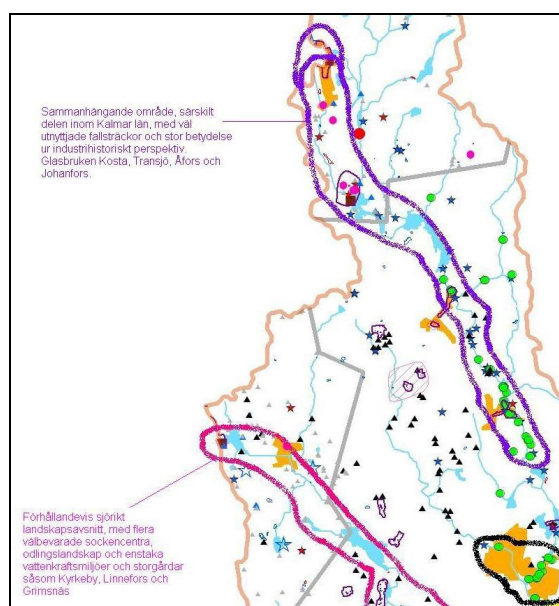 Sammanhängande område, särskilt
delen inom Kalmar län, med väl
utnyttjade fallsträckor och stor betydelse
ur industrihistoriskt perspektiv.
Glasbruken Kosta, Transjö, Åfors och
Johanfors.
Förhållandevis sjörikt
landskapsavsnitt, med flera
välbevarade sockencentra,
odlingslandskap och enstaka
vattenkraftsmiljöer och storgårdar
såsom Kyrkeby, Linnefors och
Grimsnäs